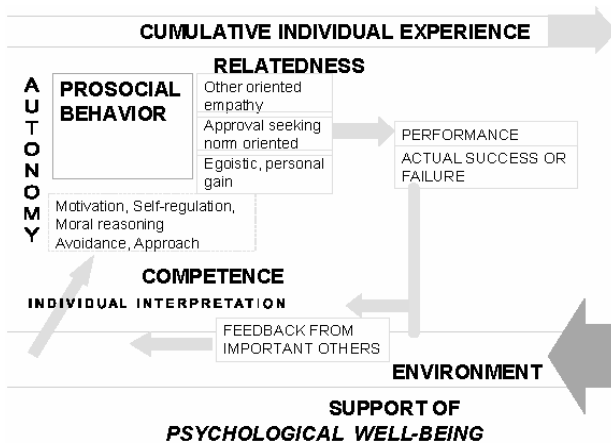 CUMULATIVE INDIVIDUAL EXPERIENCE
RELATEDNESS
AUTONOMY
PROSOCIAL
BEHAVIOR
Other oriented
empathy
Approval seeking
norm oriented
Egoistic, personal
gain
PERFORMANCE
ACTUAL SUCCESS OR
FAILURE
Motivation, Self-regulation,
Moral reasoning
Avoidance, Approach
COMPETENCE
INDIVIDUAL INTERPRETATION
FEEDBACK FROM
IMPORTANT OTHERS
ENVIRONMENT
SUPPORT OF
PSYCHOLOGICAL WELL-BEING